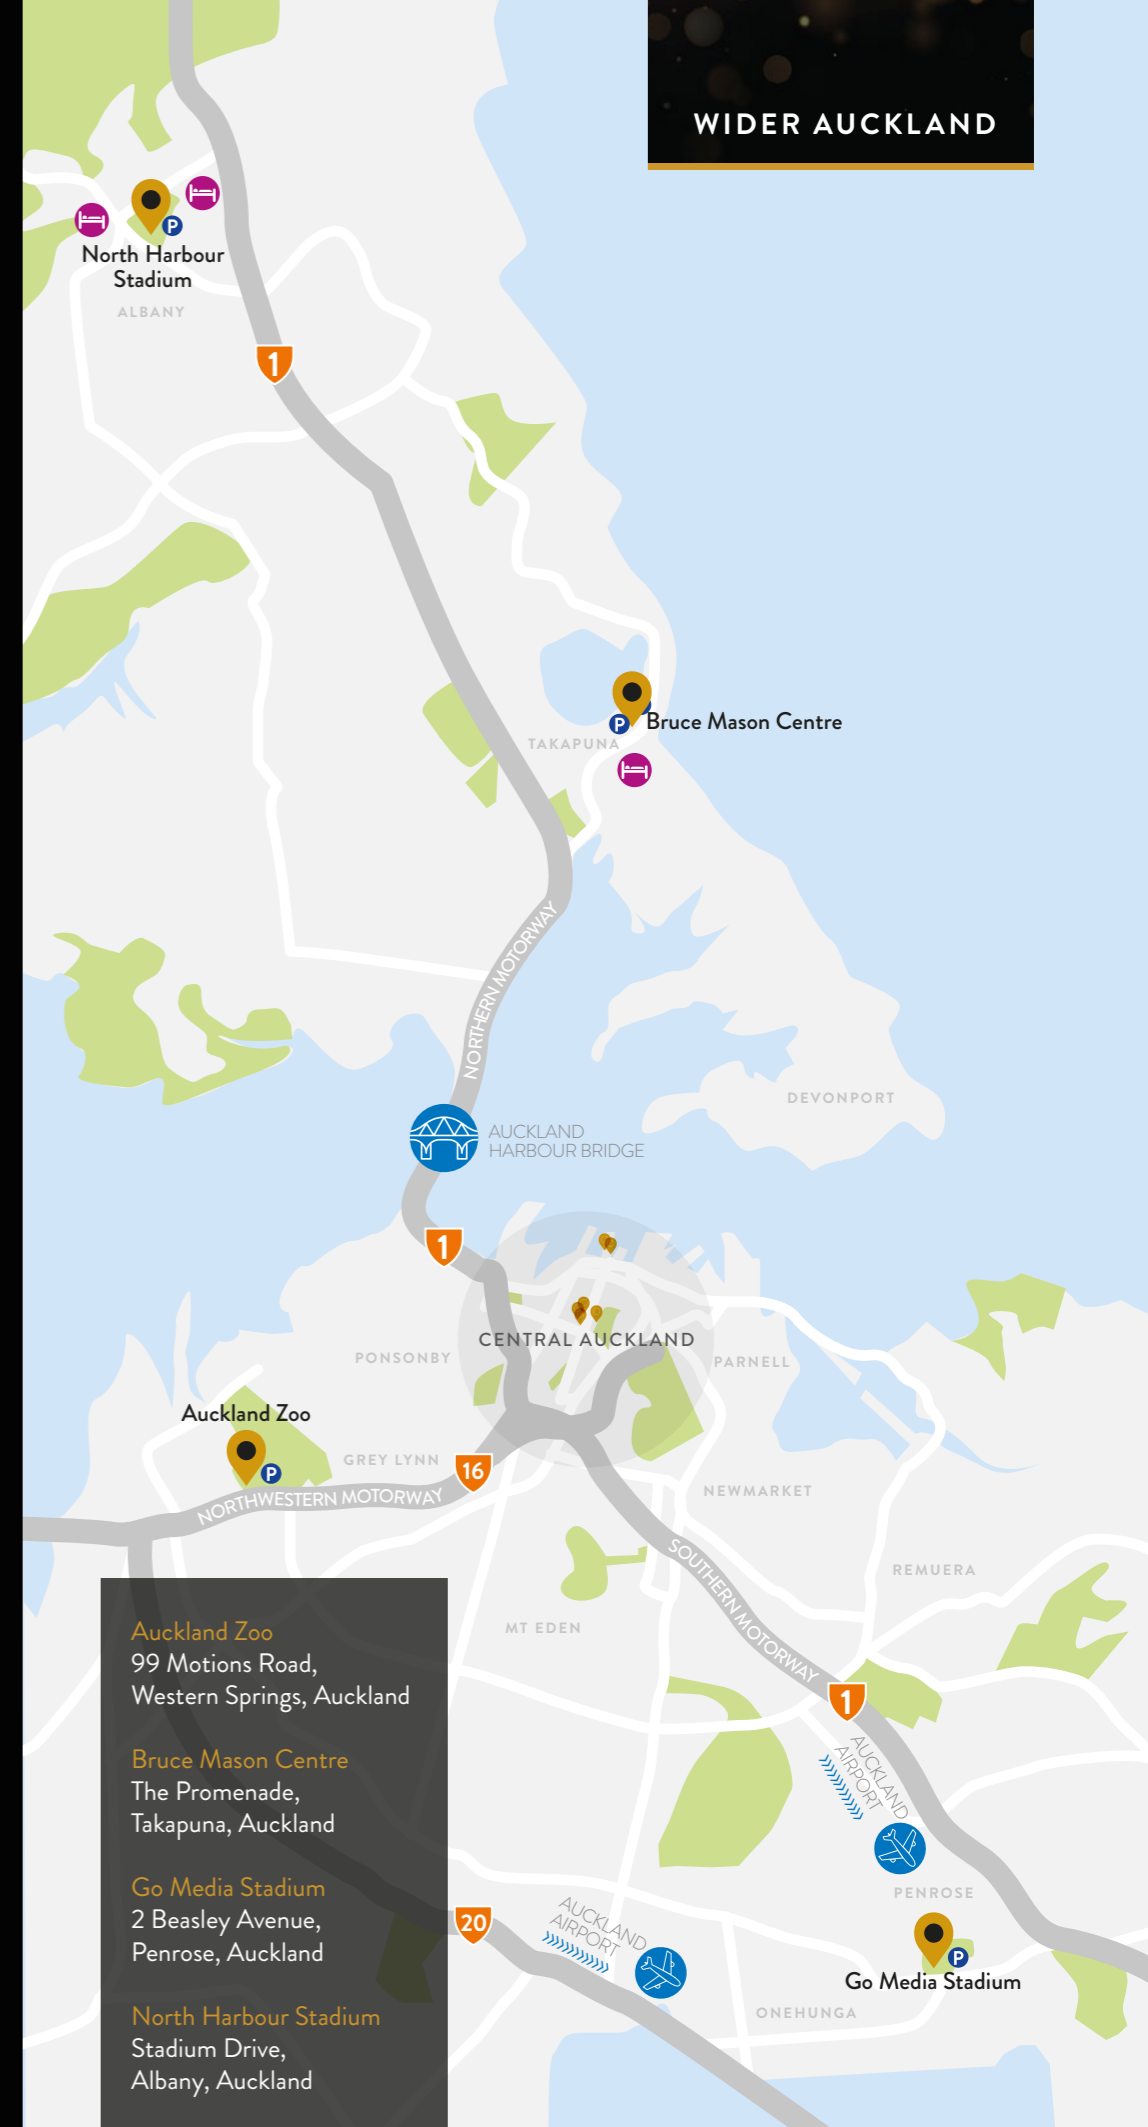 WIDER AUCKLAND
P
North Harbour
Stadium
ALBANY
1
P
Bruce Mason Centre
TAKAPUNA
NORTHERN MOTORWAY
DEVONPORT
AUCKLAND
HARBOUR BRIDGE
1
CENTRAL AUCKLAND
PONSONBY
PARNELL
Auckland Zoo
P
GREY LYNN
16
NORTHWESTERN MOTORWAY
NEWMARKET
SOUTHERN MOTORWAY
REMUERA
MT EDEN
1
AUCKLAND
AIRPORT
PENROSE
20
AUCKLAND
AIRPORT
P
Go Media Stadium
ONEHUNGA
Auckland Zoo
99 Motions Road,
Western Springs, Auckland
Bruce Mason Centre
The Promenade,
Takapuna, Auckland
Go Media Stadium
2 Beasley Avenue,
Penrose, Auckland
North Harbour Stadium
Stadium Drive,
Albany, Auckland